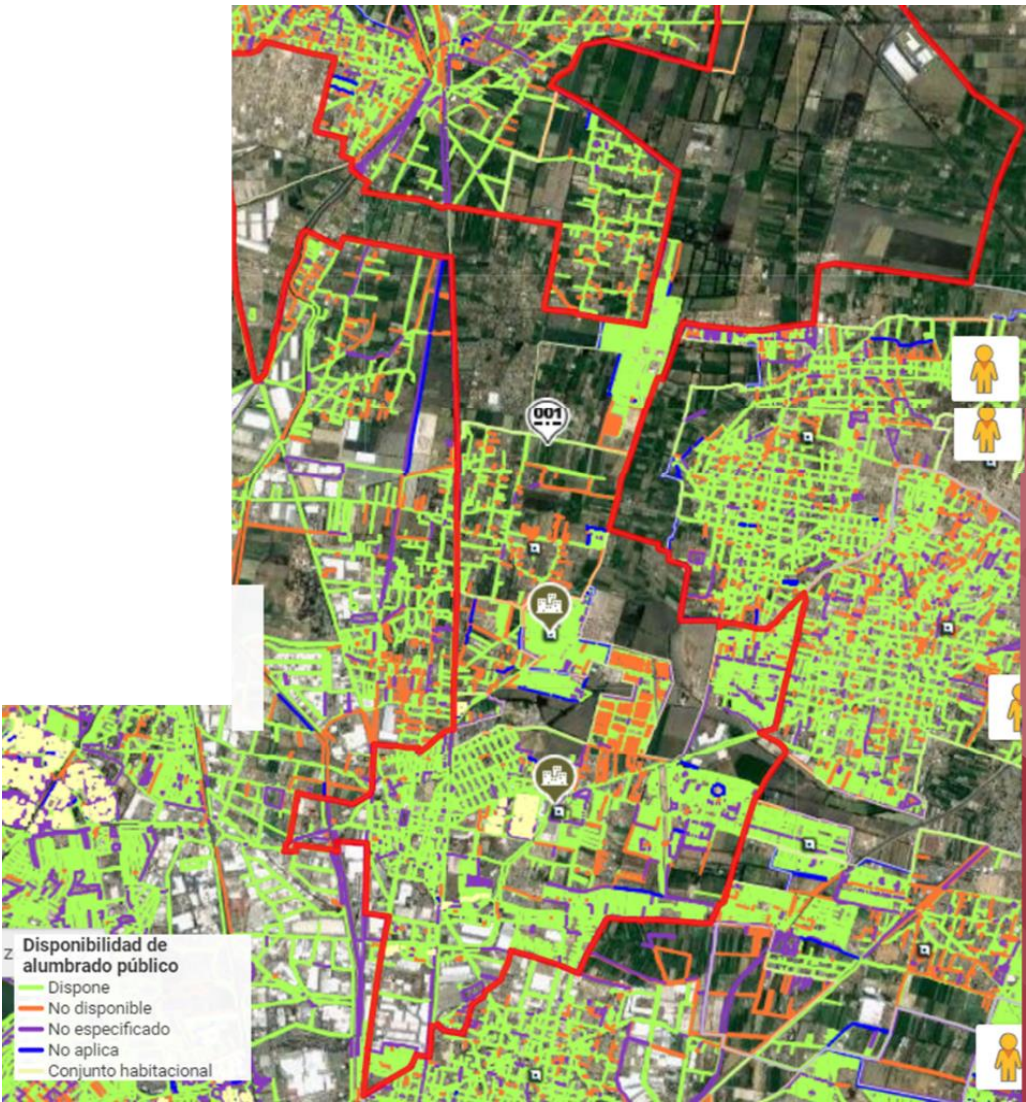 001
Z
Disponibilidad de
alumbrado público
Dispone
No disponible
No especificado
No aplica
Conjunto habitacional